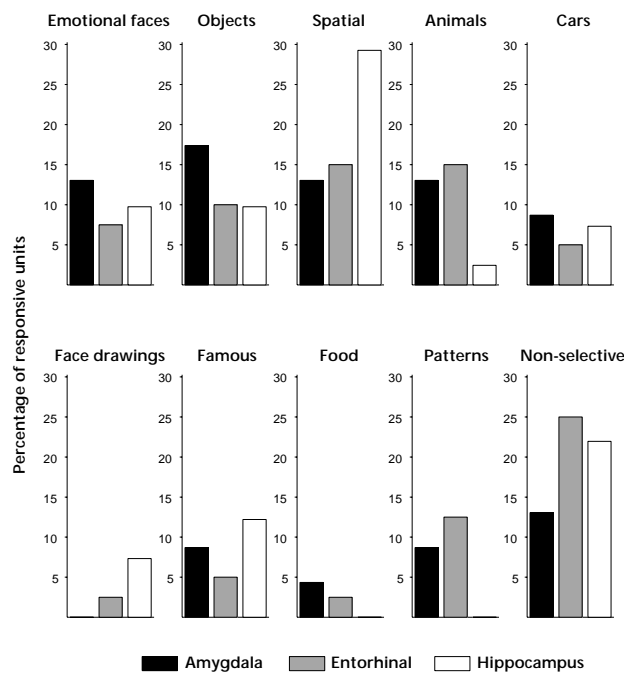 Emotional faces Objects Spatial Animals Cars
30 30 30 30 30
25 25 25 25 25
20 20 20 20 20
15 15 15 15 15
10 10 10 10 10
5 5 5 5 5
Percentage of responsive units
Face drawings Famous Food Patterns Non-selective
30 30 30 30 30
25 25 25 25 25
20 20 20 20 20
15 15 15 15 15
10 10 10 10 10
5 5 5 5 5
Amygdala Entorhinal Hippocampus